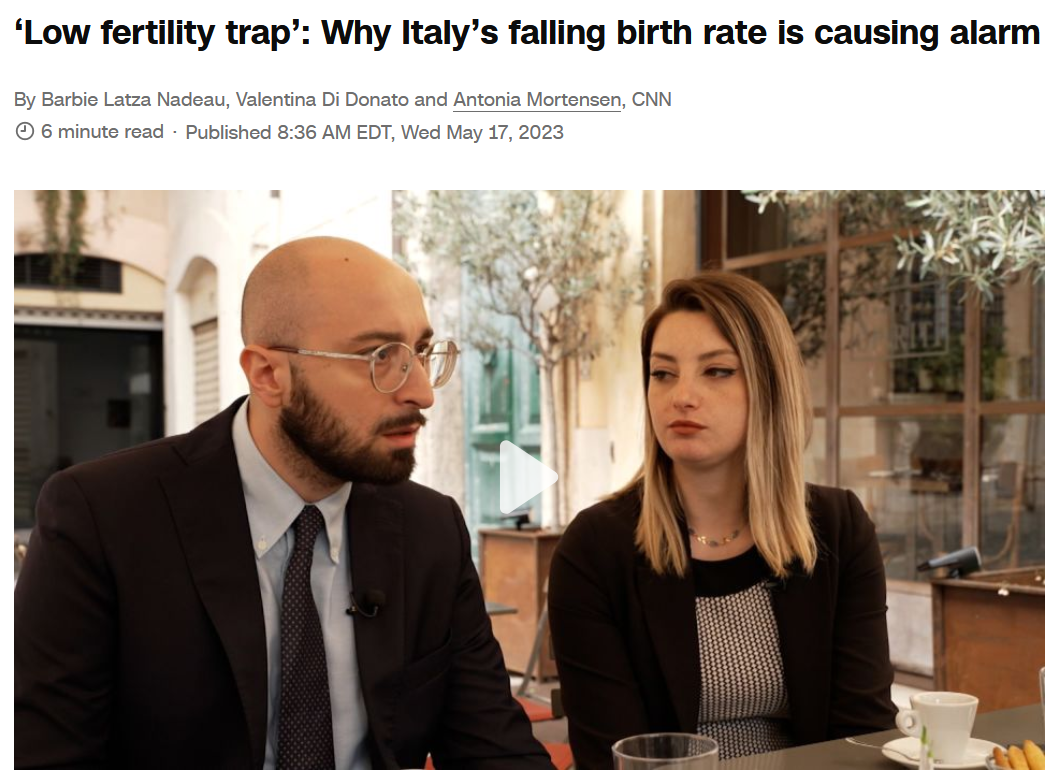 ‘Low fertility trap’: Why Italy’s falling birth rate is causing alarm
By Barbie Latza Nadeau, Valentina Di Donato and Antonia Mortensen, CNN
6 minute read · Published 8:36 AM EDT, Wed May 17, 2023